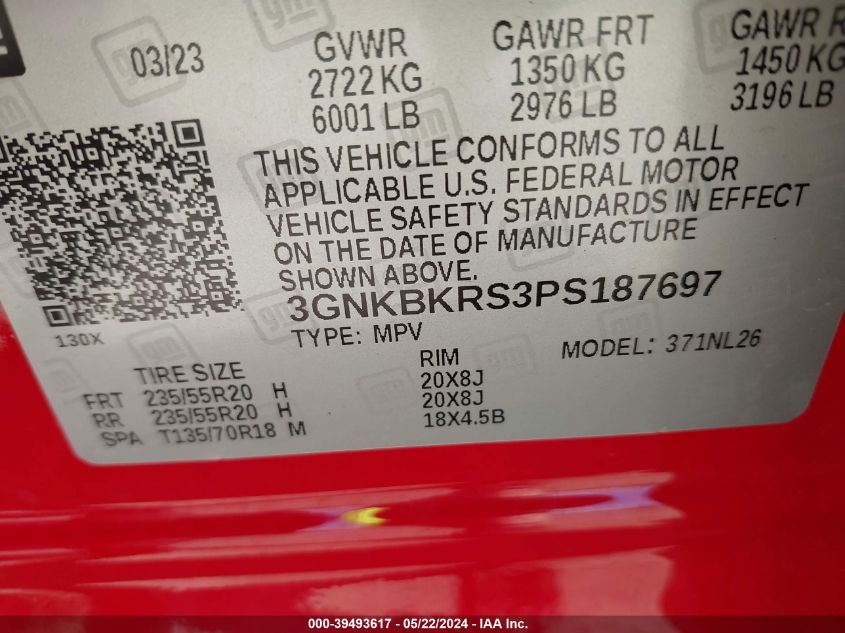 03/23
GVWR GAWR FRT GAWR R
2722 KG 1350 KG 1450 KG
6001 LB 2976 LB 3196 LB
THIS VEHICLE CONFORMS TO ALL
APPLICABLE U.S. FEDERAL MOTOR
VEHICLE SAFETY STANDARDS IN EFFECT
ON THE DATE OF MANUFACTURE
SHOWN ABOVE.
3GNKBKRS3PS187697
130X
TYPE: MPV
MODEL: 371NL26
TIRE SIZE RIM
FRT 235/55R20 H 20X8J
RR 235/55R20 H 20X8J
SPA T135/70R18 M 18X4.5B
gm
000-39493617 - 05/22/2024 - IAA Inc.